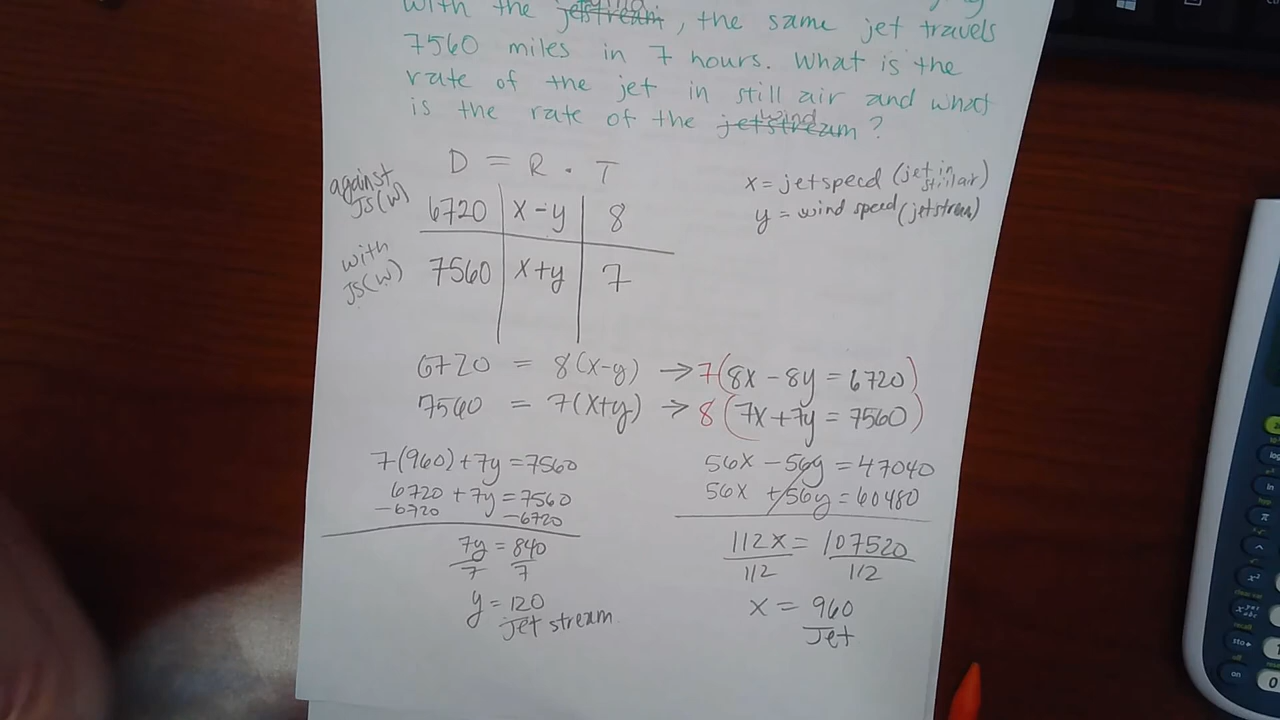 with the jetstream, the same jet travels
7560 miles in 7 hours. What is the
rate of the jet in still air and what
is the rate of the jetstream wind?
D = R . T
against JS(W)
6720 x-y 8
with JS(W)
7560 x+y 7
x = jet speed (jet in still air)
y = wind speed (jetstream)
6720 = 8(x-y) → 7(8x - 8y = 6720)
7560 = 7(x+y) → 8(7x + 7y = 7560)
7(960) + 7y = 7560
6720 + 7y = 7560
-6720 -6720
7y = 840
7 7
y = 120
Jet stream
56x - 56y = 47040
56x + 56y = 60480
112x = 107520
112 112
x = 960
Jet